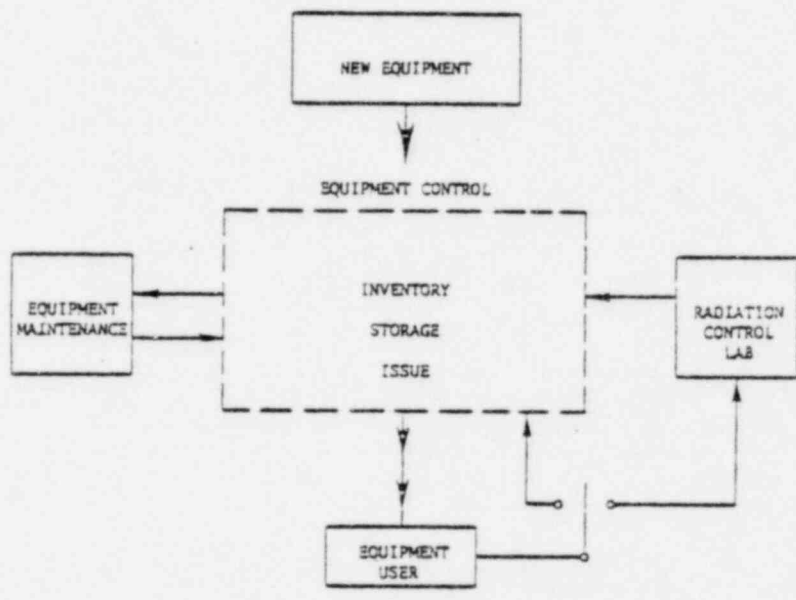 NEW EQUIPMENT
EQUIPMENT CONTROL
EQUIPMENT
MAINTENANCE
INVENTORY
STORAGE
ISSUE
RADIATION
CONTROL
LAB
EQUIPMENT
USER